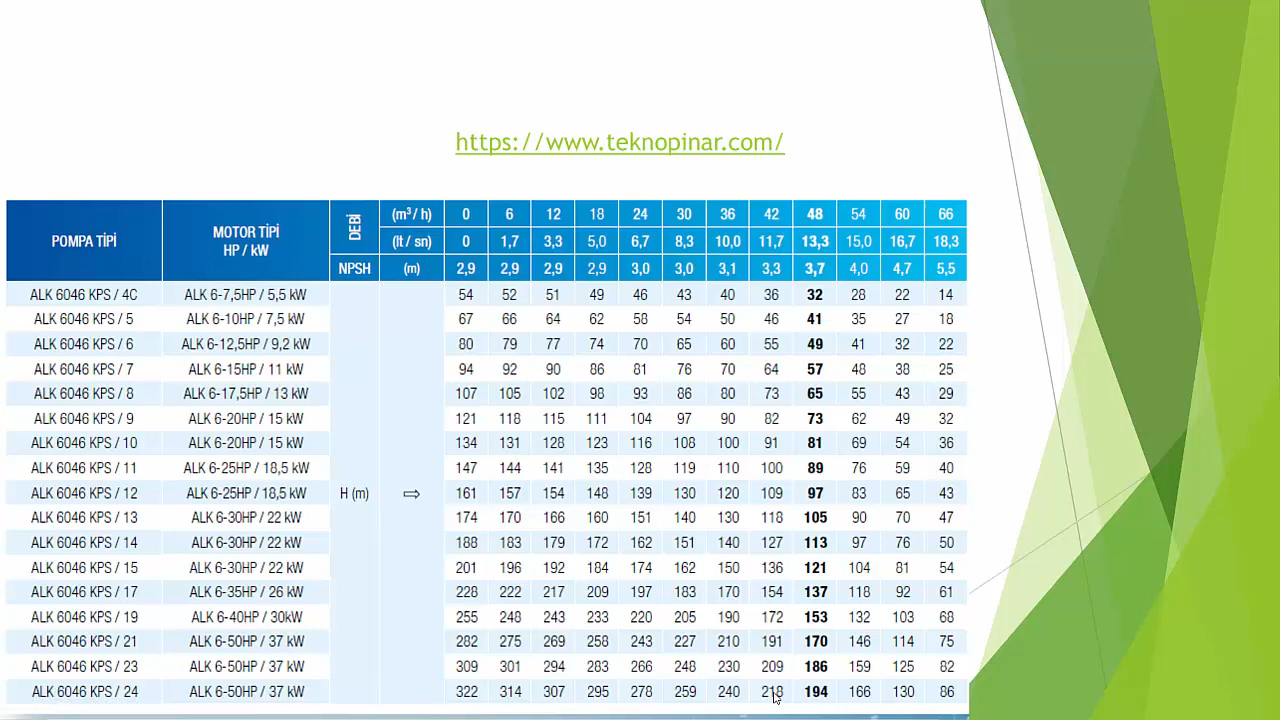 https://www.teknopinar.com/
POMPA TİPİ MOTOR TİPİ HP / kW DEBİ (m³ / h) 0 6 12 18 24 30 36 42 48 54 60 66
(lt / sn) 0 1,7 3,3 5,0 6,7 8,3 10,0 11,7 13,3 15,0 16,7 18,3
NPSH (m) 2,9 2,9 2,9 2,9 3,0 3,0 3,1 3,3 3,7 4,0 4,7 5,5
ALK 6046 KPS / 4C ALK 6-7,5HP / 5,5 kW 54 52 51 49 46 43 40 36 32 28 22 14
ALK 6046 KPS / 5 ALK 6-10HP / 7,5 kW 67 66 64 62 58 54 50 46 41 35 27 18
ALK 6046 KPS / 6 ALK 6-12,5HP / 9,2 kW 80 79 77 74 70 65 60 55 49 41 32 22
ALK 6046 KPS / 7 ALK 6-15HP / 11 kW 94 92 90 86 81 76 70 64 57 48 38 25
ALK 6046 KPS / 8 ALK 6-17,5HP / 13 kW 107 105 102 98 93 86 80 73 65 55 43 29
ALK 6046 KPS / 9 ALK 6-20HP / 15 kW 121 118 115 111 104 97 90 82 73 62 49 32
ALK 6046 KPS / 10 ALK 6-20HP / 15 kW 134 131 128 123 116 108 100 91 81 69 54 36
ALK 6046 KPS / 11 ALK 6-25HP / 18,5 kW 147 144 141 135 128 119 110 100 89 76 59 40
ALK 6046 KPS / 12 ALK 6-25HP / 18,5 kW H (m) ⇨ 161 157 154 148 139 130 120 109 97 83 65 43
ALK 6046 KPS / 13 ALK 6-30HP / 22 kW 174 170 166 160 151 140 130 118 105 90 70 47
ALK 6046 KPS / 14 ALK 6-30HP / 22 kW 188 183 179 172 162 151 140 127 113 97 76 50
ALK 6046 KPS / 15 ALK 6-30HP / 22 kW 201 196 192 184 174 162 150 136 121 104 81 54
ALK 6046 KPS / 17 ALK 6-35HP / 26 kW 228 222 217 209 197 183 170 154 137 118 92 61
ALK 6046 KPS / 19 ALK 6-40HP / 30kW 255 248 243 233 220 205 190 172 153 132 103 68
ALK 6046 KPS / 21 ALK 6-50HP / 37 kW 282 275 269 258 243 227 210 191 170 146 114 75
ALK 6046 KPS / 23 ALK 6-50HP / 37 kW 309 301 294 283 266 248 230 209 186 159 125 82
ALK 6046 KPS / 24 ALK 6-50HP / 37 kW 322 314 307 295 278 259 240 218 194 166 130 86